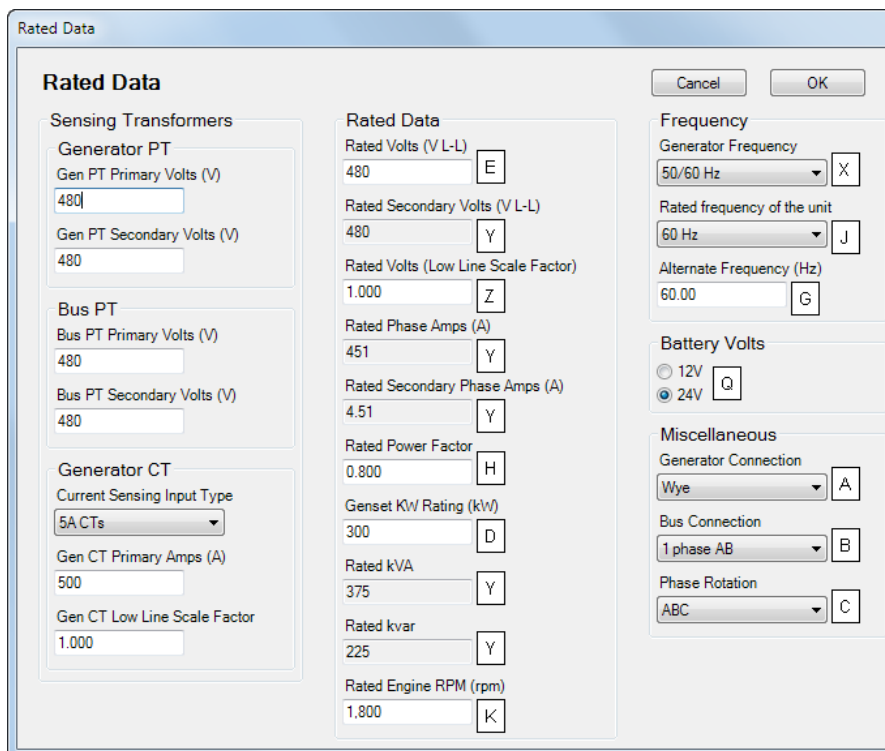 Rated Data
Rated Data
Cancel
OK
Sensing Transformers
Generator PT
Gen PT Primary Volts (V)
480
Gen PT Secondary Volts (V)
480
Bus PT
Bus PT Primary Volts (V)
480
Bus PT Secondary Volts (V)
480
Generator CT
Current Sensing Input Type
5A CTs
Gen CT Primary Amps (A)
500
Gen CT Low Line Scale Factor
1.000
Rated Data
Rated Volts (V L-L)
480 E
Rated Secondary Volts (V L-L)
480 Y
Rated Volts (Low Line Scale Factor)
1.000 Z
Rated Phase Amps (A)
451 Y
Rated Secondary Phase Amps (A)
4.51 Y
Rated Power Factor
0.800 H
Genset KW Rating (kW)
300 D
Rated kVA
375 Y
Rated kvar
225 Y
Rated Engine RPM (rpm)
1,800 K
Frequency
Generator Frequency
50/60 Hz X
Rated frequency of the unit
60 Hz J
Alternate Frequency (Hz)
60.00 G
Battery Volts
12V
24V
Q
Miscellaneous
Generator Connection
Wye A
Bus Connection
1 phase AB B
Phase Rotation
ABC C